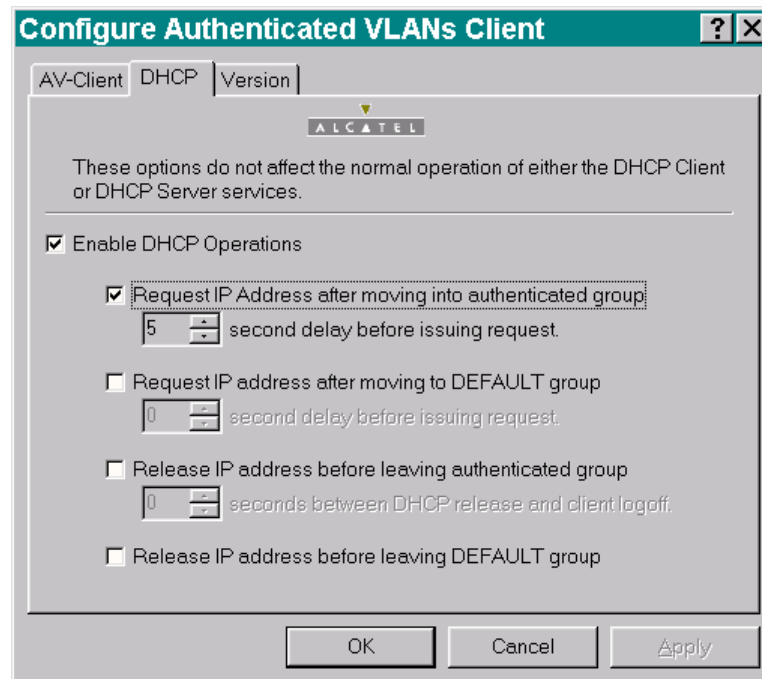 Configure Authenticated VLANs Client
AV-Client DHCP Version
ALCATEL
These options do not affect the normal operation of either the DHCP Client
or DHCP Server services.
Enable DHCP Operations
Request IP Address after moving into authenticated group
5 second delay before issuing request.
Request IP address after moving to DEFAULT group
0 second delay before issuing request.
Release IP address before leaving authenticated group
0 seconds between DHCP release and client logoff.
Release IP address before leaving DEFAULT group
OK Cancel Apply